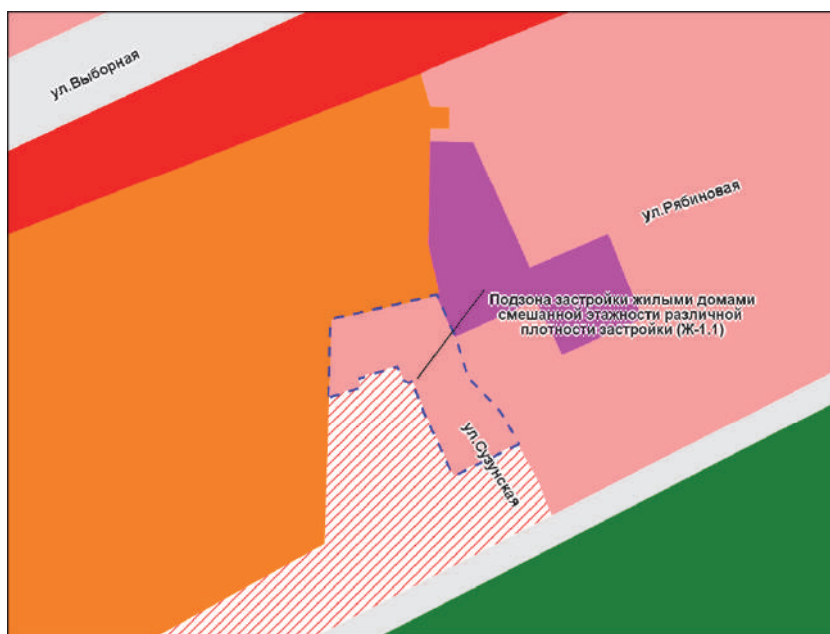 ул.Выборная
ул.Рябиновая
Подзона застройки жилыми домами
смешанной этажности различной
плотности застройки (Ж-1.1)
ул.Сузунская